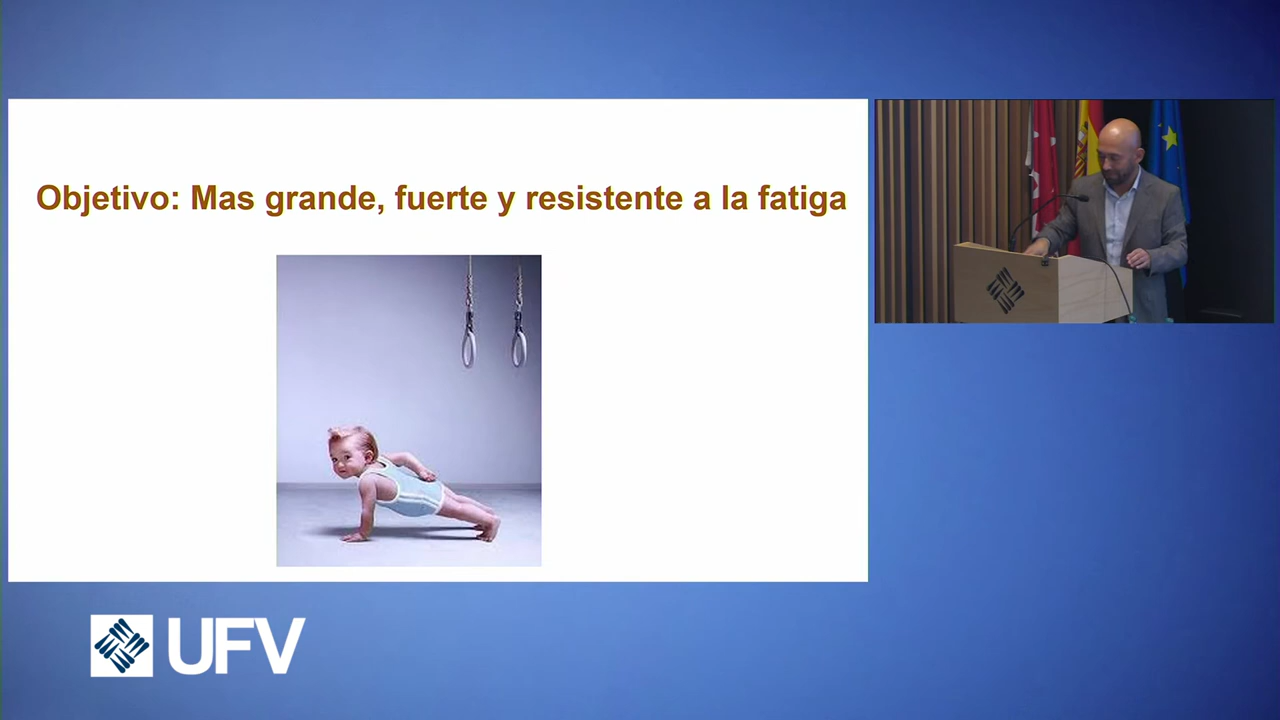 Objetivo: Mas grande, fuerte y resistente a la fatiga
UFV